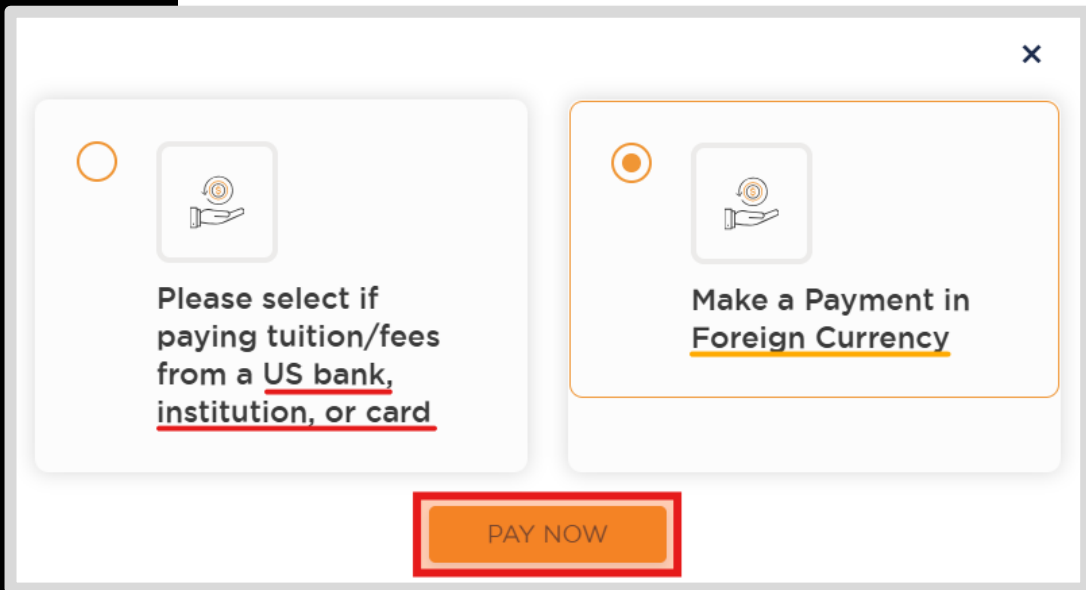 Please select if
paying tuition/fees
from a US bank,
institution, or card
Make a Payment in
Foreign Currency
PAY NOW